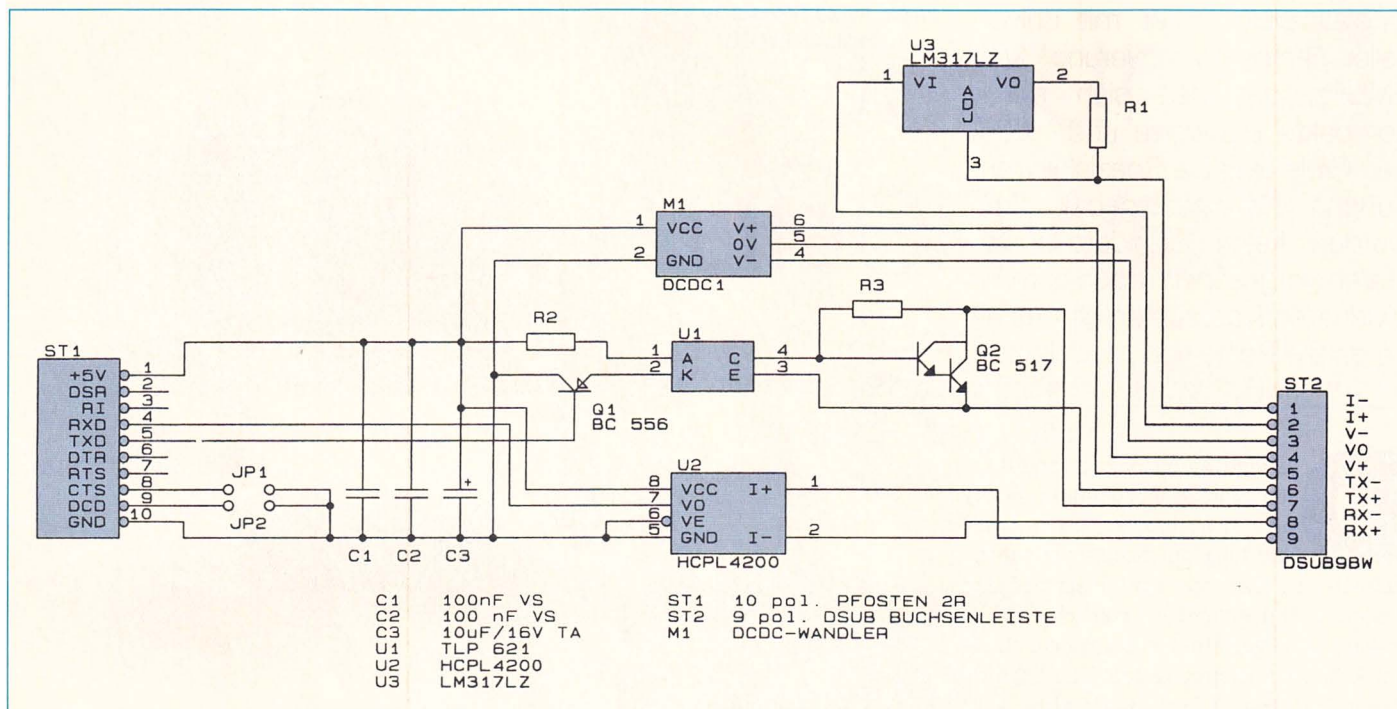 U3
LM317LZ
1 VI ADJ VO 2
3
R1
M1
1 VCC V+ 6
0V 5
2 GND V- 4
DCDC1
R2
R3
U1
1 A C 4
2 K E 3
Q1
BC 556
Q2
BC 517
ST1
+5V 1
DSR 2
RI 3
RXD 4
TXD 5
DTR 6
RTS 7
CTS 8
DCD 9
GND 10
JP1
JP2
C1 C2 + C3
U2
8 VCC I+ 1
7 VO
6 VE
5 GND I- 2
HCPL4200
ST2
1 I-
2 I+
3 V-
4 VO
5 V+
6 TX-
7 TX+
8 RX-
9 RX+
DSUB9BW
C1 100nF VS
C2 100 nF VS
C3 10uF/16V TA
U1 TLP 621
U2 HCPL4200
U3 LM317LZ
ST1 10 pol. PFOSTEN 2R
ST2 9 pol. DSUB BUCHSENLEISTE
M1 DCDC-WANDLER